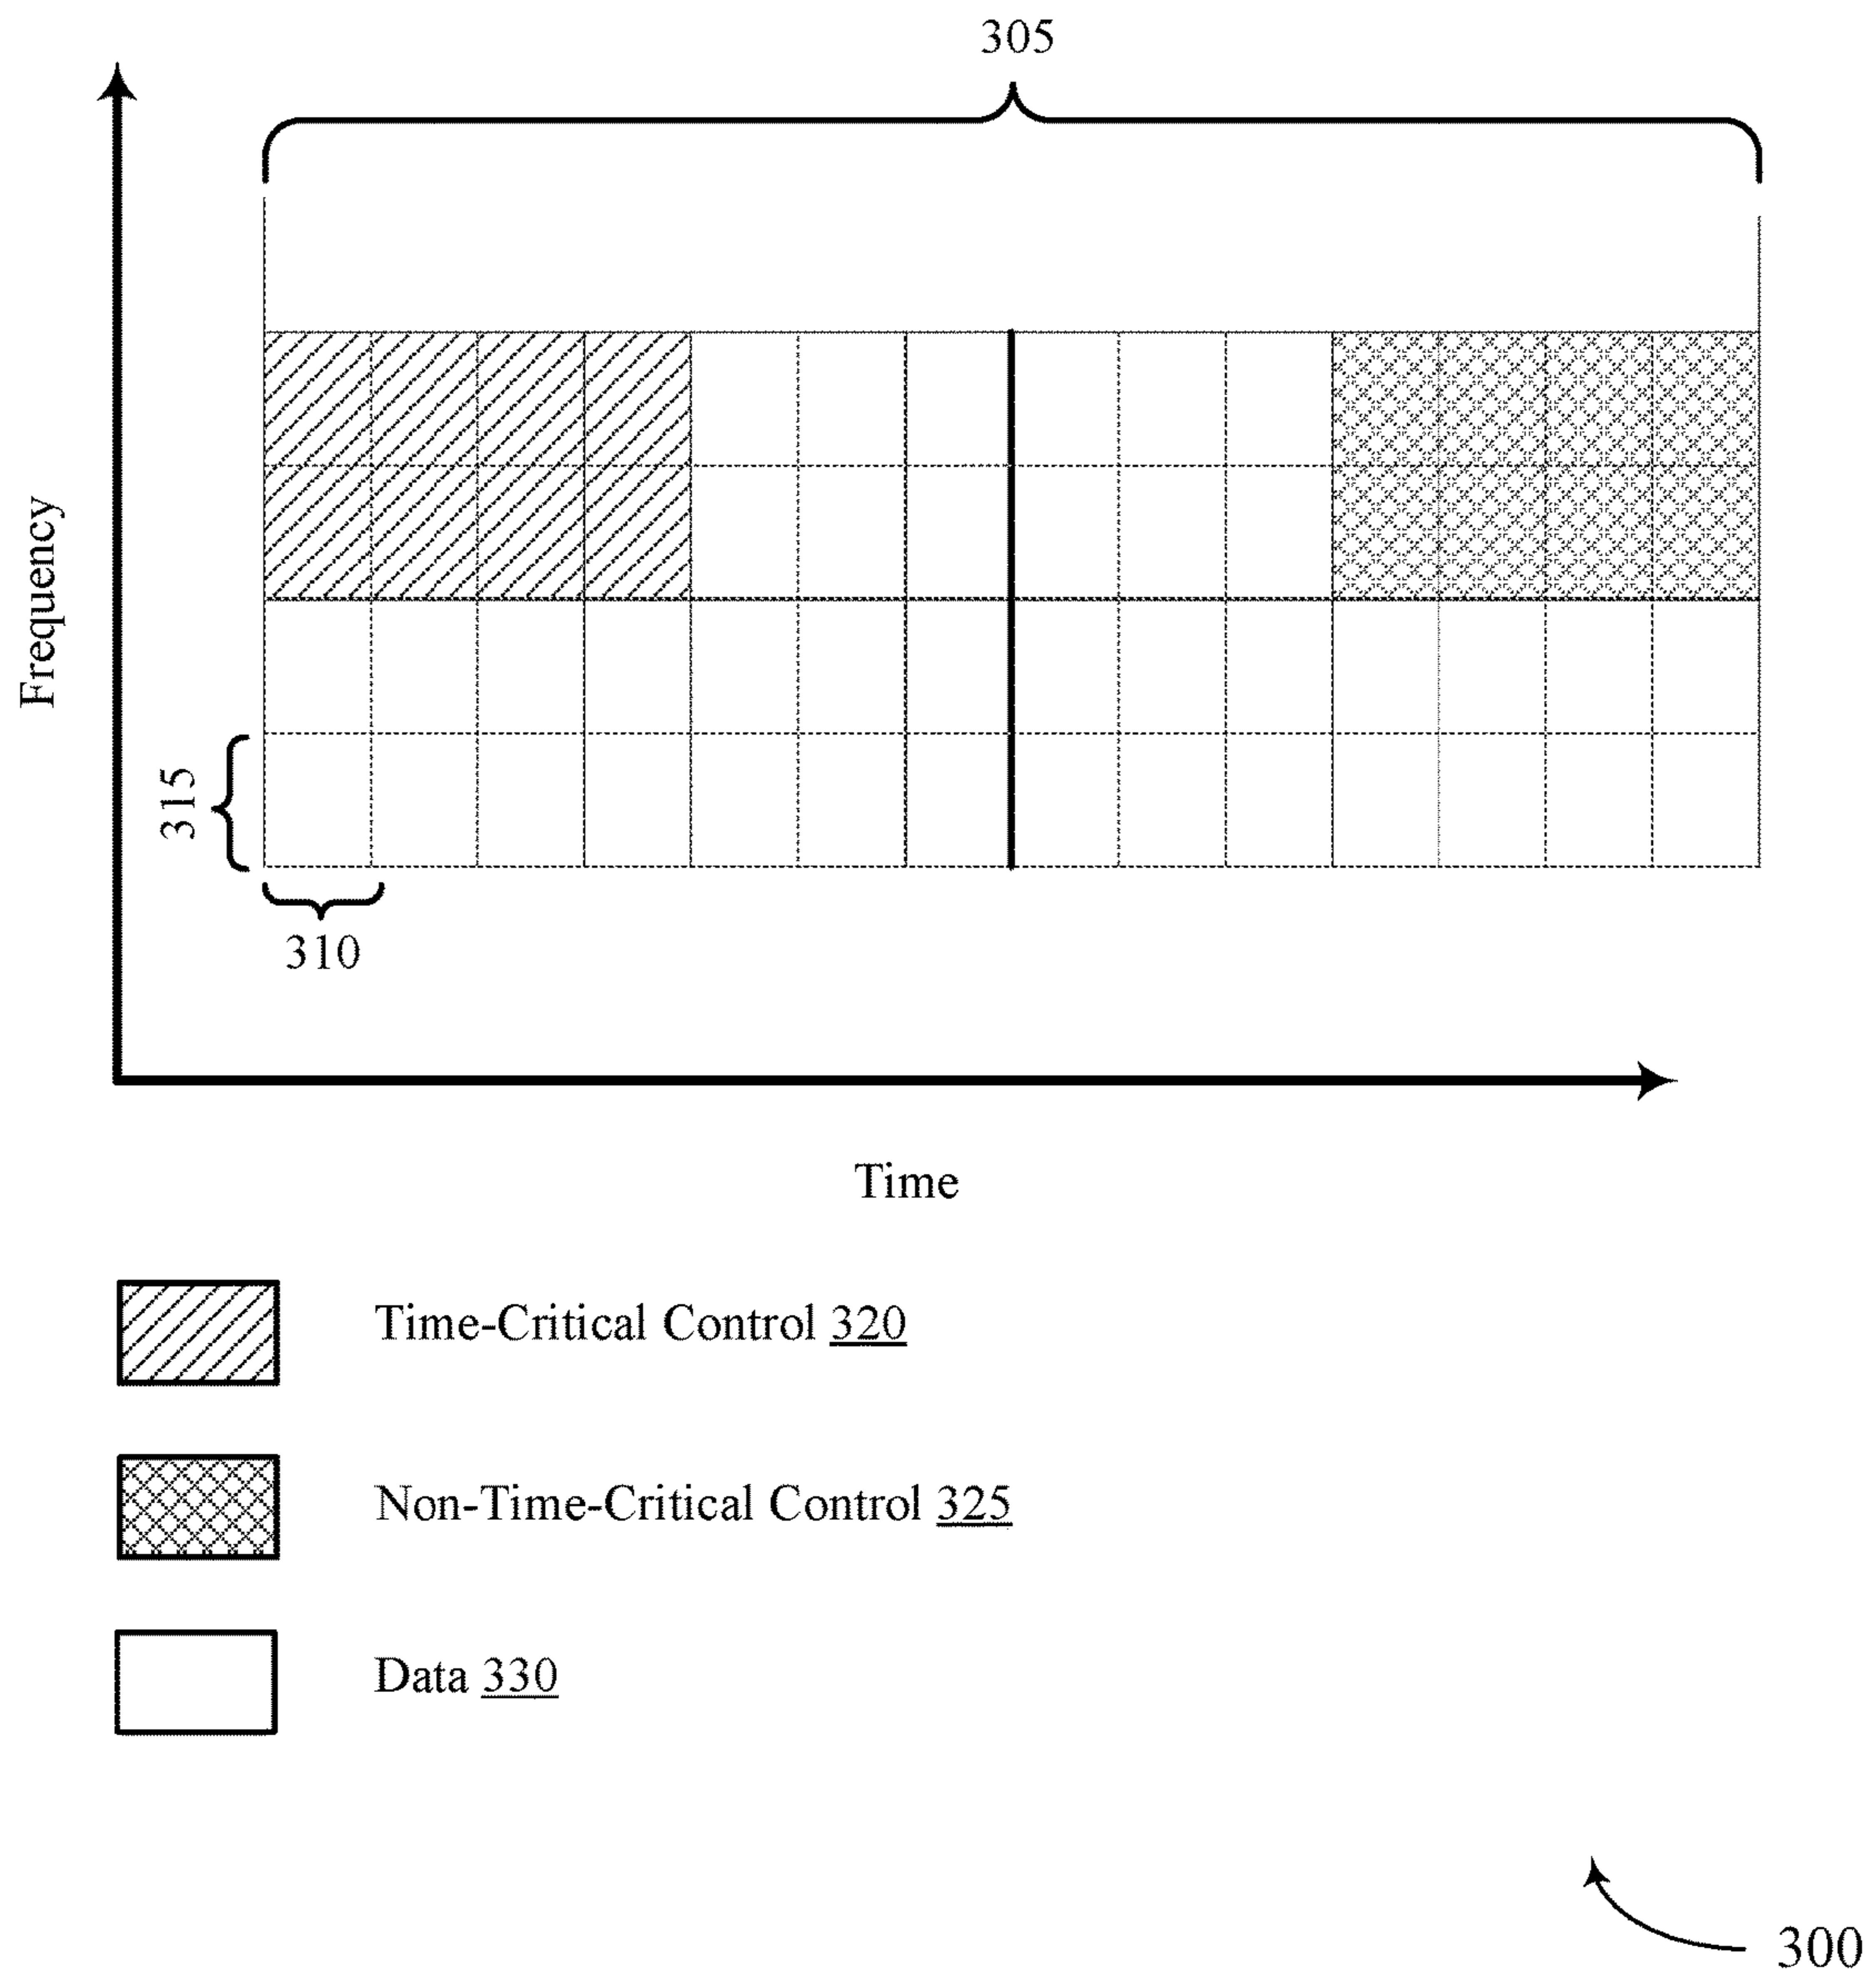 305
Frequency
315
310
Time
Time-Critical Control 320
Non-Time-Critical Control 325
Data 330
300